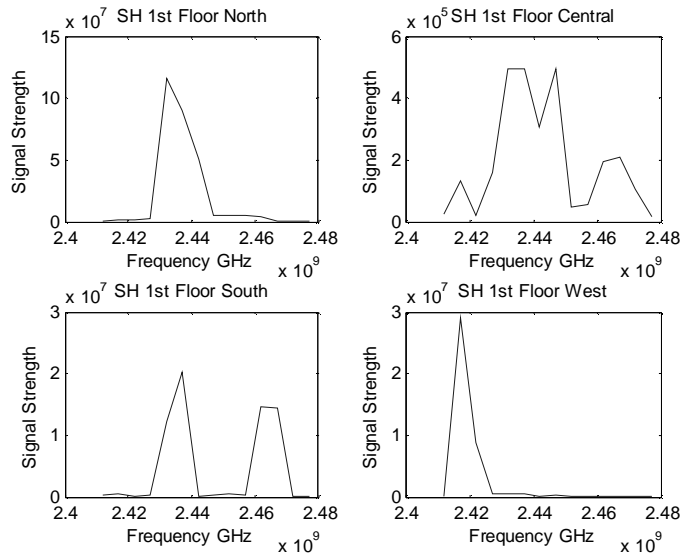 x 10^7 SH 1st Floor North
15
10
5
0
Signal Strength
2.4 2.42 2.44 2.46 2.48
Frequency GHz
x 10^9
x 10^5 SH 1st Floor Central
6
4
2
0
Signal Strength
2.4 2.42 2.44 2.46 2.48
Frequency GHz
x 10^9
x 10^7 SH 1st Floor South
3
2
1
0
Signal Strength
2.4 2.42 2.44 2.46 2.48
Frequency GHz
x 10^9
x 10^7 SH 1st Floor West
3
2
1
0
Signal Strength
2.4 2.42 2.44 2.46 2.48
Frequency GHz
x 10^9